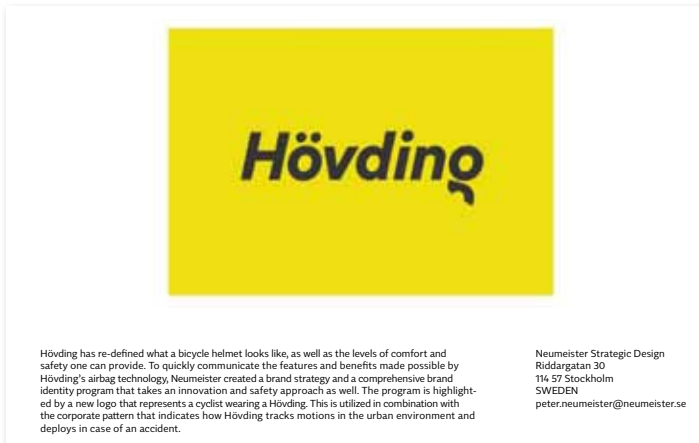 Hövding
Hövding has re-defined what a bicycle helmet looks like, as well as the levels of comfort and
safety one can provide. To quickly communicate the features and benefits made possible by
Hövding's airbag technology, Neumeister created a brand strategy and a comprehensive brand
identity program that takes an innovation and safety approach as well. The program is highlight-
ed by a new logo that represents a cyclist wearing a Hövding. This is utilized in combination with
the corporate pattern that indicates how Hövding tracks motions in the urban environment and
deploys in case of an accident.
Neumeister Strategic Design
Riddargatan 30
114 57 Stockholm
SWEDEN
peter.neumeister@neumeister.se